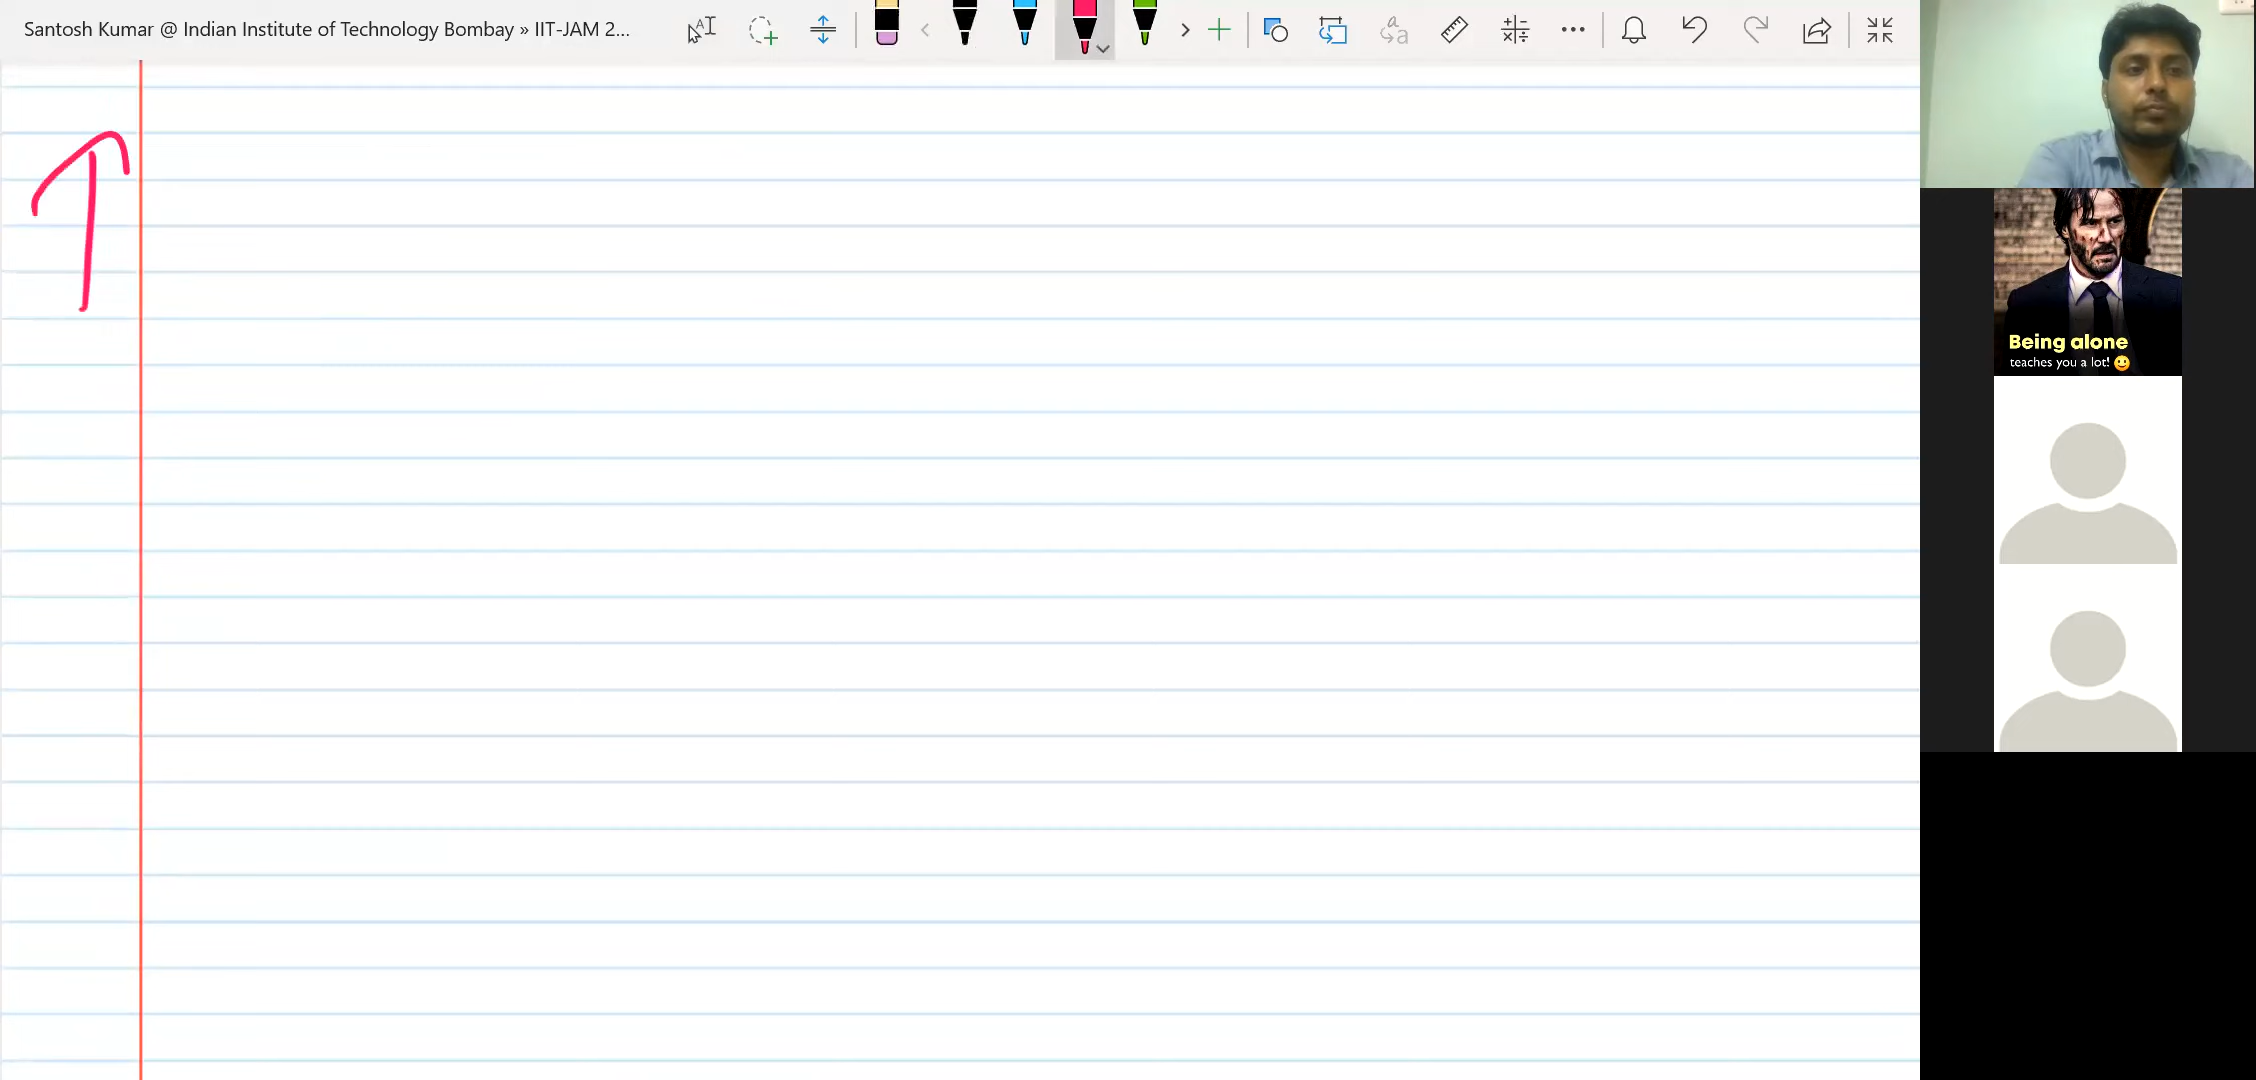 Santosh Kumar @ Indian Institute of Technology Bombay » IIT-JAM 2...
Being alone
teaches you a lot! 😀